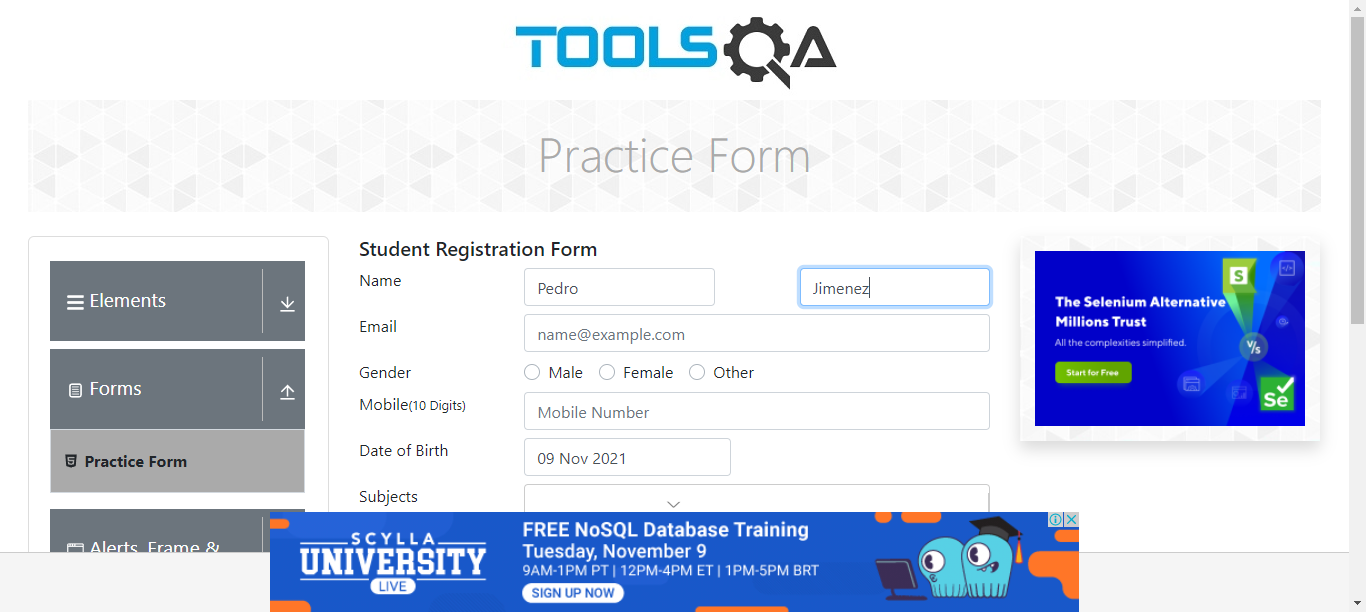 TOOLSQA
Practice Form
Elements
Forms
Practice Form
Alerts, Frame &
Student Registration Form
Name
Pedro
Jimenez
Email
name@example.com
Gender
Male
Female
Other
Mobile(10 Digits)
Mobile Number
Date of Birth
09 Nov 2021
Subjects
The Selenium Alternative
Millions Trust
All the complexities simplified.
Start for Free
S
V/s
Se
SCYLLA
UNIVERSITY
LIVE
FREE NoSQL Database Training
Tuesday, November 9
9AM-1PM PT | 12PM-4PM ET | 1PM-5PM BRT
SIGN UP NOW